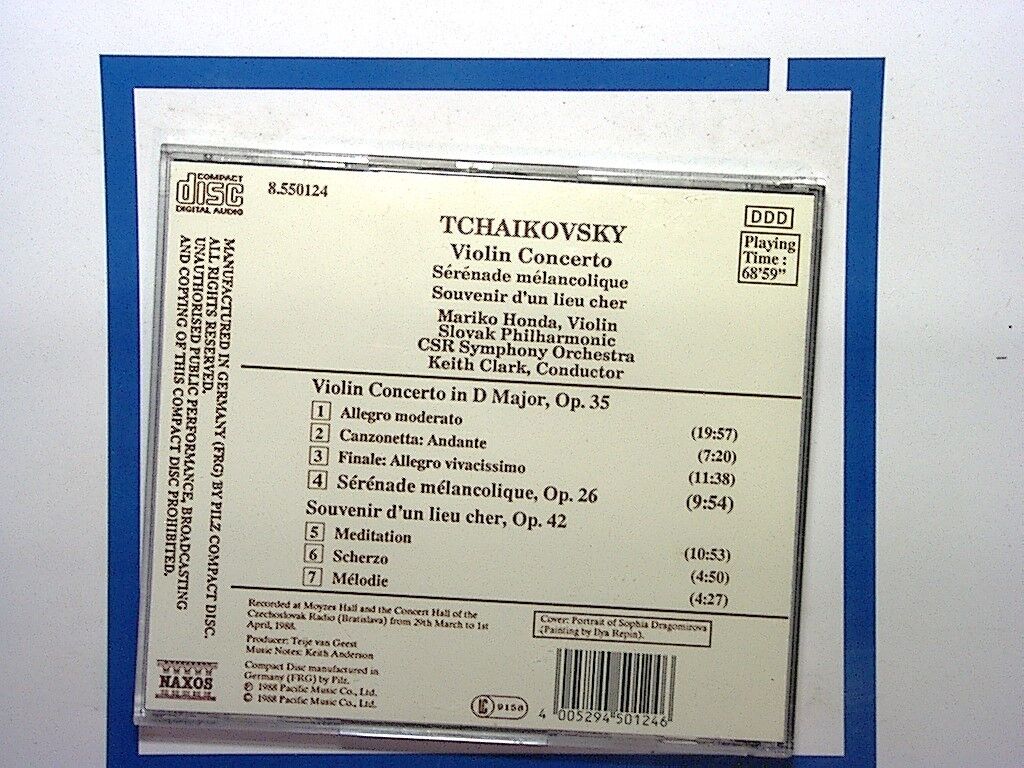 COMPACT
disc
DIGITAL AUDIO
8.550124
DDD
Playing
Time :
68'59"
TCHAIKOVSKY
Violin Concerto
Sérénade mélancolique
Souvenir d'un lieu cher
Mariko Honda, Violin
Slovak Philharmonic
CSR Symphony Orchestra
Keith Clark, Conductor
MANUFACTURED IN GERMANY (FRG) BY PILZ COMPACT DISC.
ALL RIGHTS RESERVED.
UNAUTHORISED PUBLIC PERFORMANCE, BROADCASTING
AND COPYING OF THIS COMPACT DISC PROHIBITED.
Violin Concerto in D Major, Op. 35
1 Allegro moderato (19:57)
2 Canzonetta: Andante (7:20)
3 Finale: Allegro vivacissimo (11:38)
4 Sérénade mélancolique, Op. 26 (9:54)
Souvenir d'un lieu cher, Op. 42
5 Meditation (10:53)
6 Scherzo (4:50)
7 Mélodie (4:27)
Recorded at Moyzes Hall and the Concert Hall of the
Czechoslovak Radio (Bratislava) from 29th March to 1st
April, 1988.
Producer: Teije van Geest
Music Notes: Keith Anderson
Compact Disc manufactured in
Germany (FRG) by Pilz.
℗ 1988 Pacific Music Co., Ltd.
© 1988 Pacific Music Co., Ltd.
Cover: Portrait of Sophia Dragomirova
(Painting by Ilya Repin).
NAXOS
LC 9158
4 005294 501246